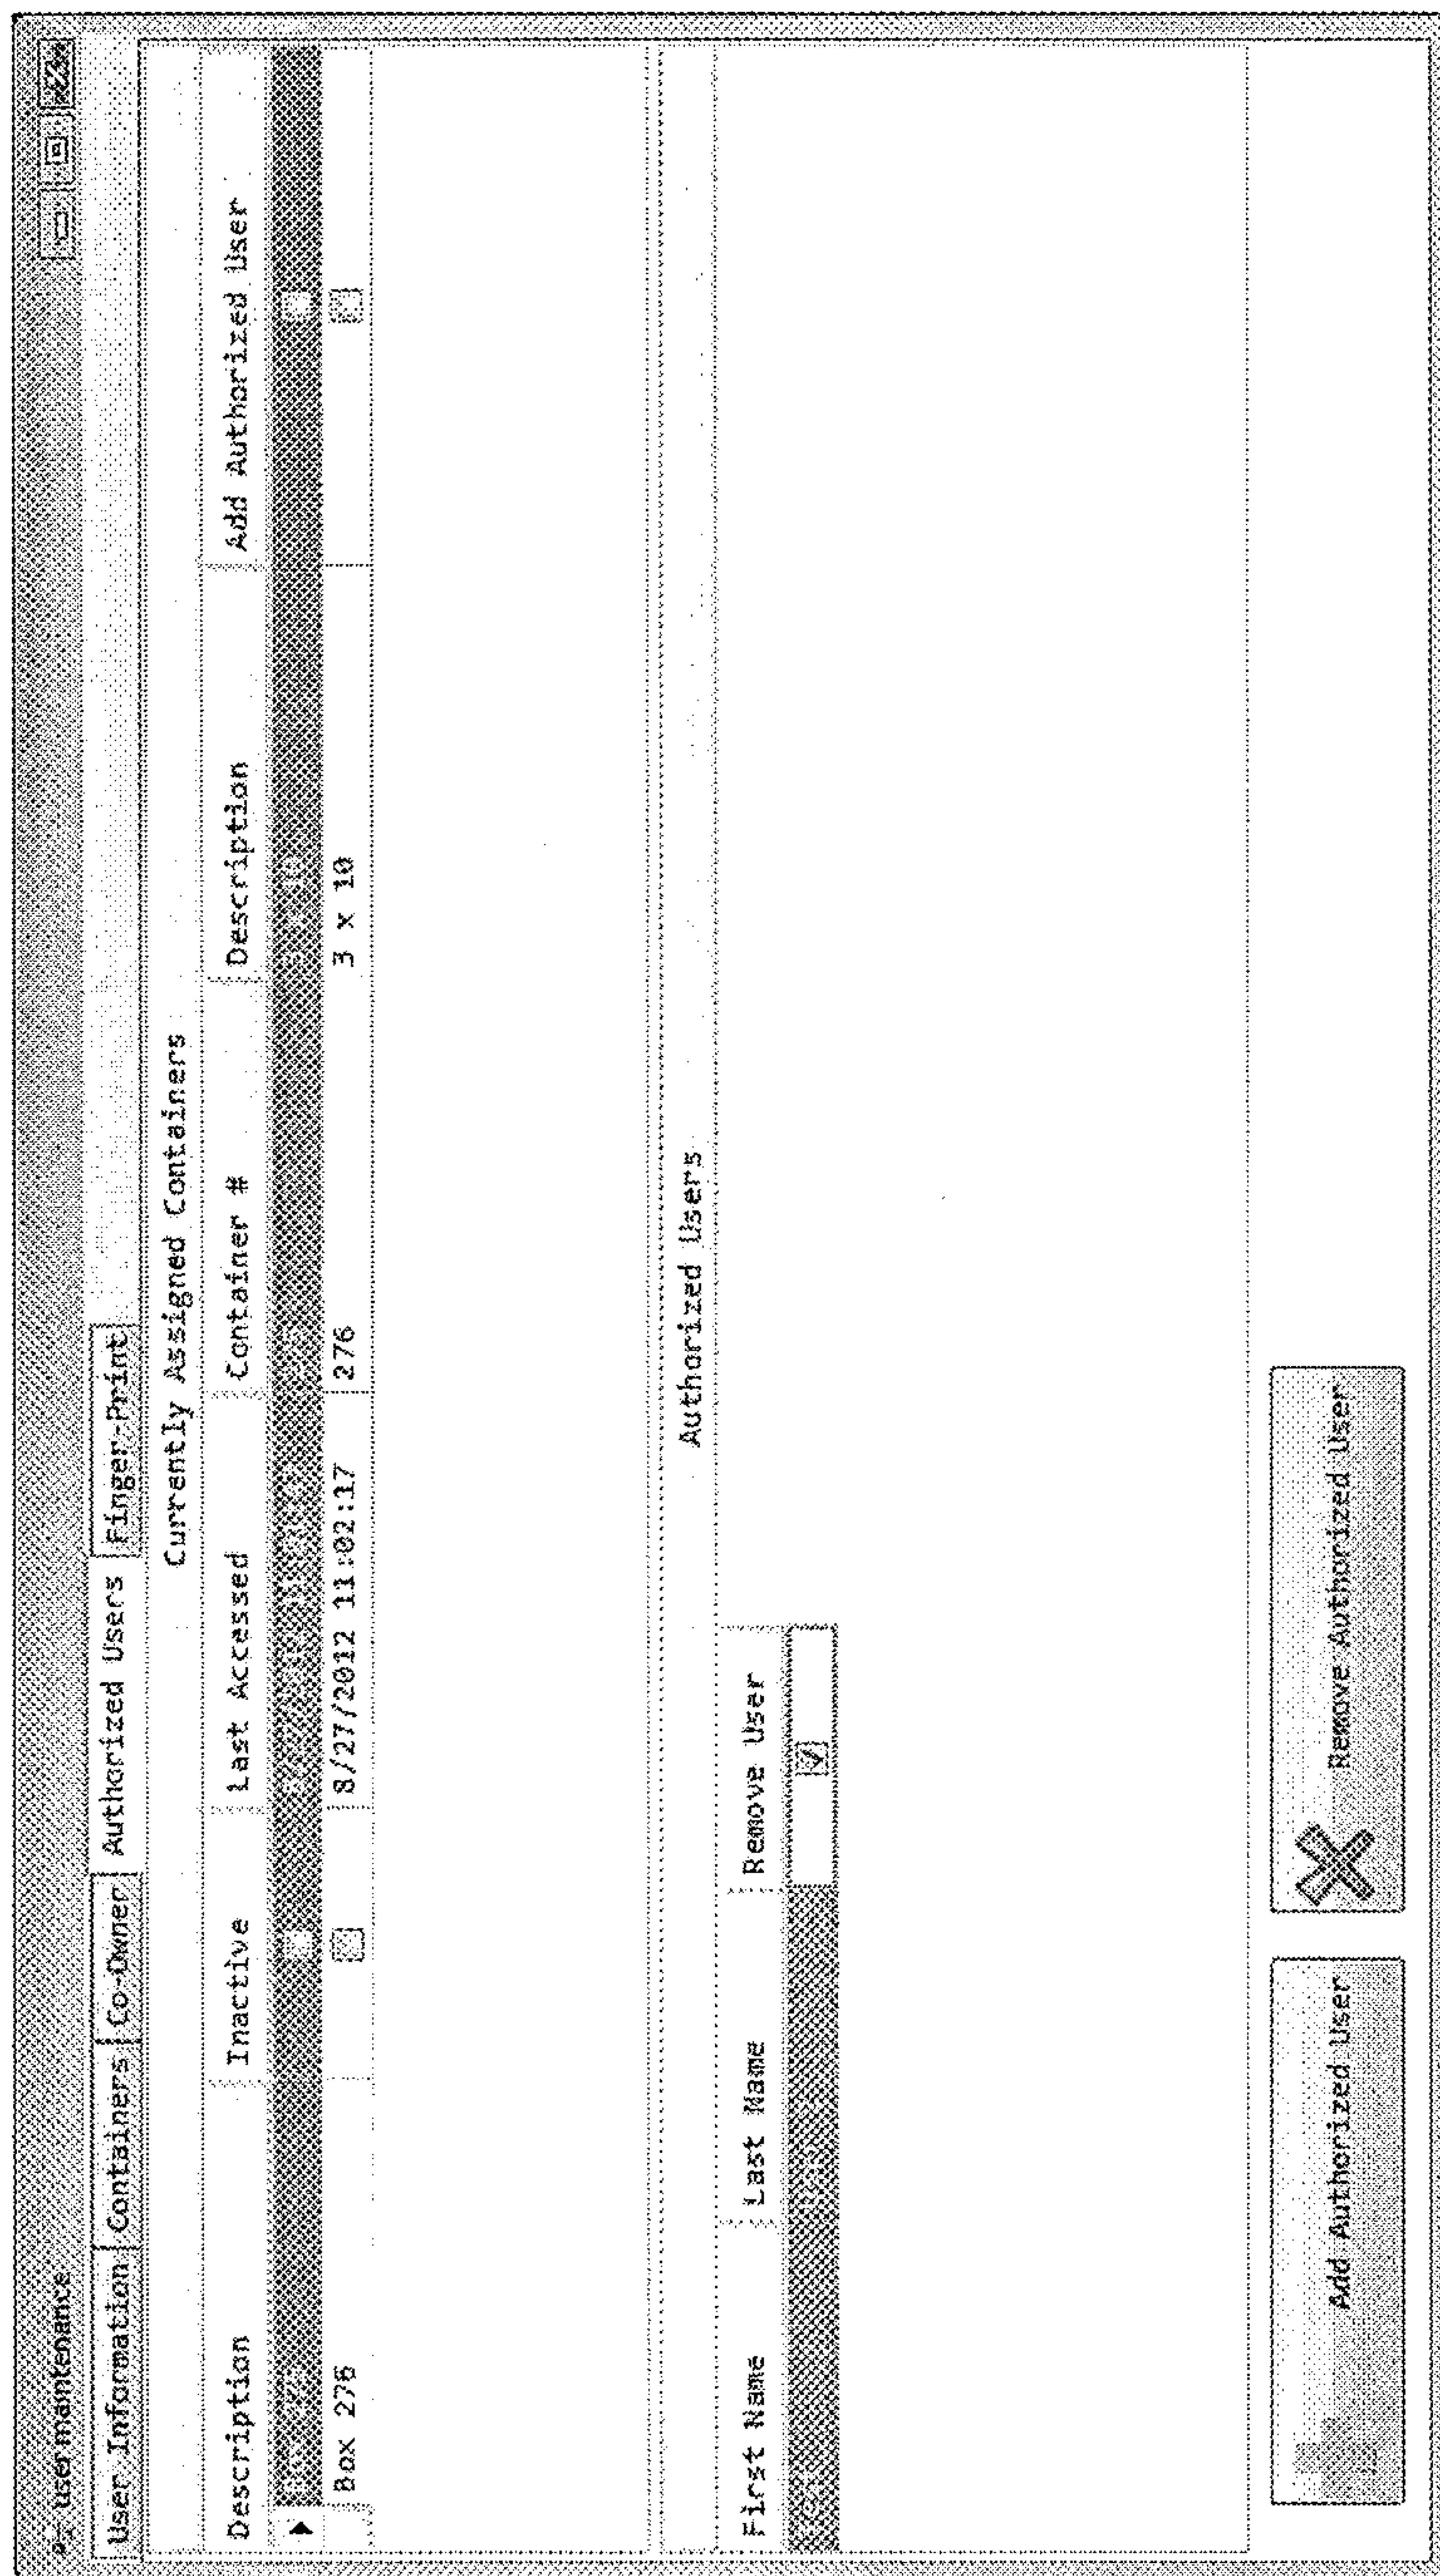 user maintenance
User Information Containers Co-Owner Authorized Users Finger-Print
Currently Assigned Containers
Description Inactive Last Accessed Container # Description Add Authorized User
Box 276 8/27/2012 11:02:17 276 3 x 10
Authorized Users
First Name Last Name Remove User
Add Authorized User Remove Authorized User